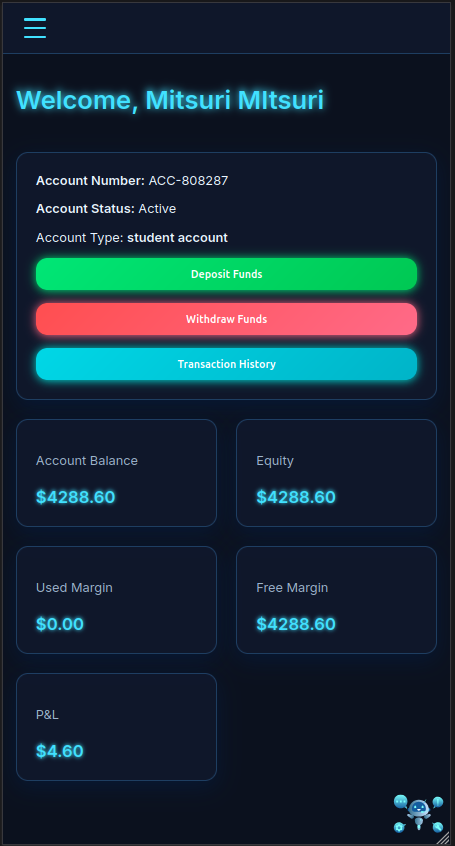 Welcome, Mitsuri MItsuri
Account Number: ACC-808287
Account Status: Active
Account Type: student account
Deposit Funds
Withdraw Funds
Transaction History
Account Balance
$4288.60
Equity
$4288.60
Used Margin
$0.00
Free Margin
$4288.60
P&L
$4.60